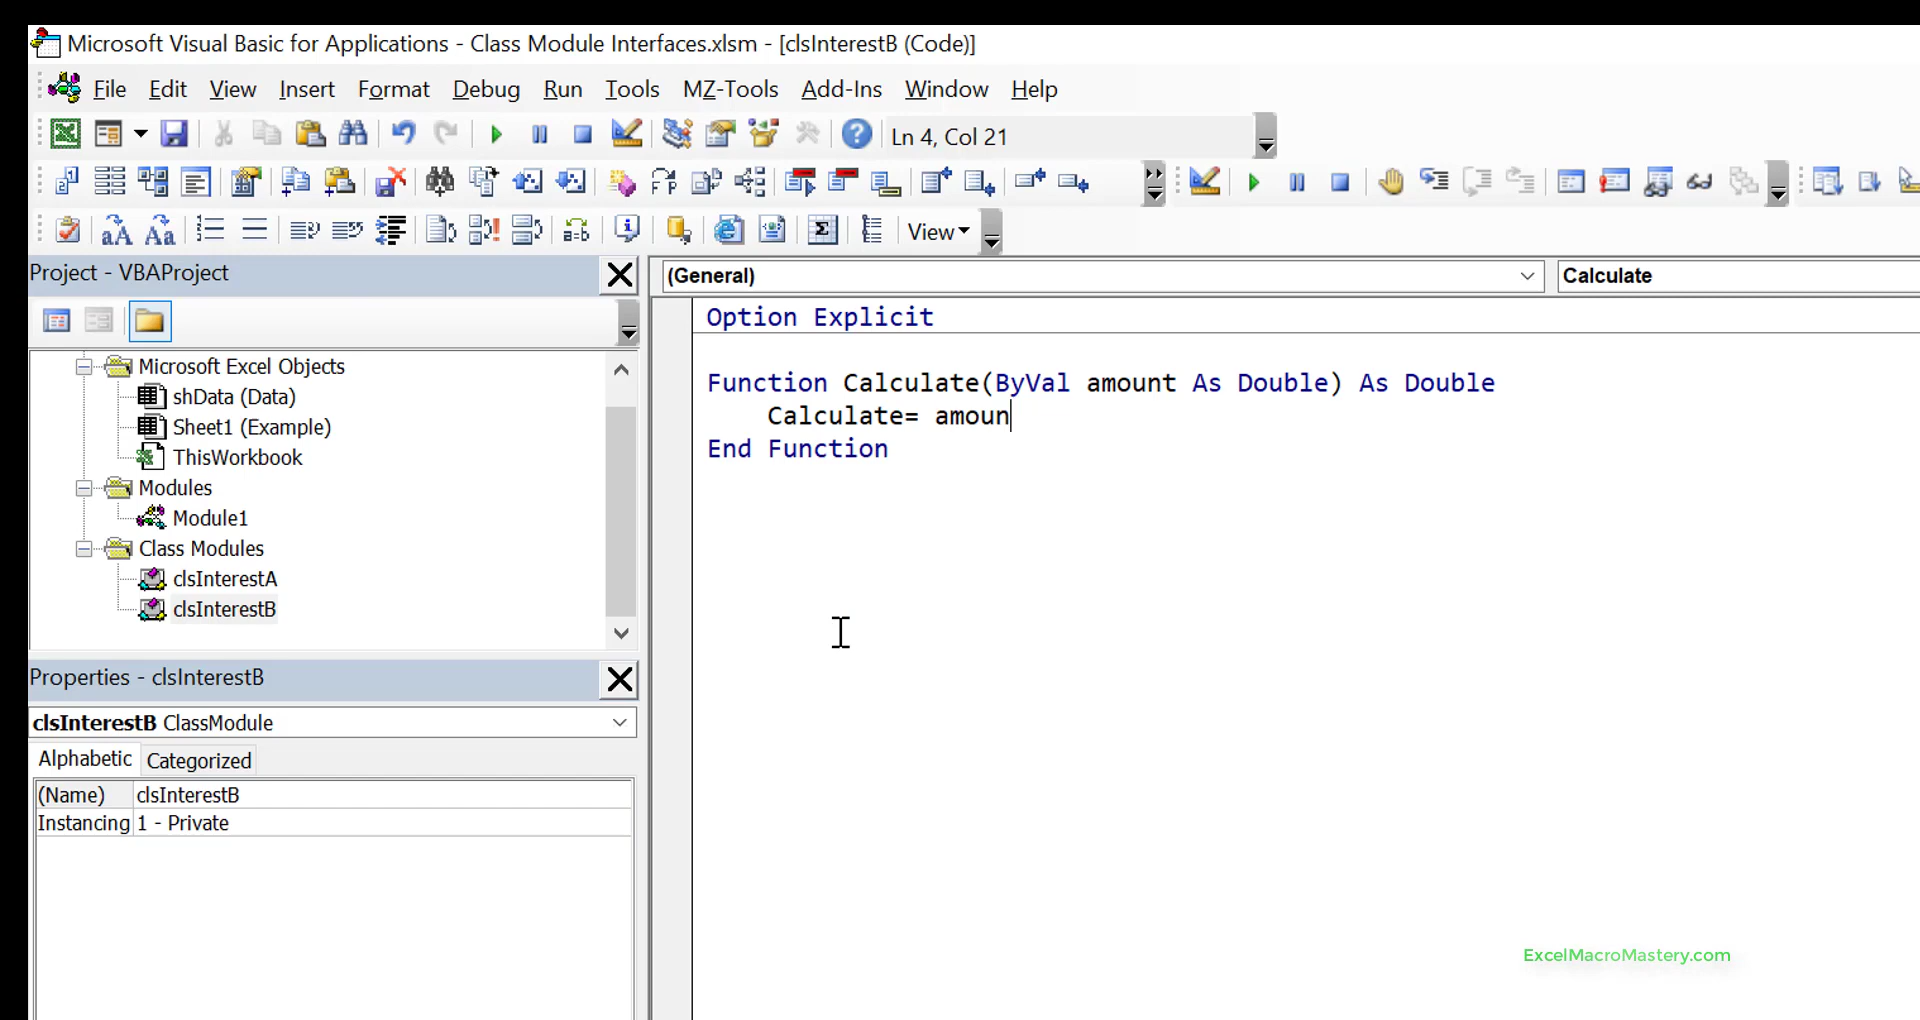 Microsoft Visual Basic for Applications - Class Module Interfaces.xlsm - [clsInterestB (Code)]
File Edit View Insert Format Debug Run Tools MZ-Tools Add-Ins Window Help
Ln 4, Col 21
View
Project - VBAProject
(General)
Calculate
Option Explicit
Function Calculate(ByVal amount As Double) As Double
Calculate= amoun
End Function
Microsoft Excel Objects
shData (Data)
Sheet1 (Example)
ThisWorkbook
Modules
Module1
Class Modules
clsInterestA
clsInterestB
Properties - clsInterestB
clsInterestB ClassModule
Alphabetic Categorized
(Name) clsInterestB
Instancing 1 - Private
ExcelMacroMastery.com